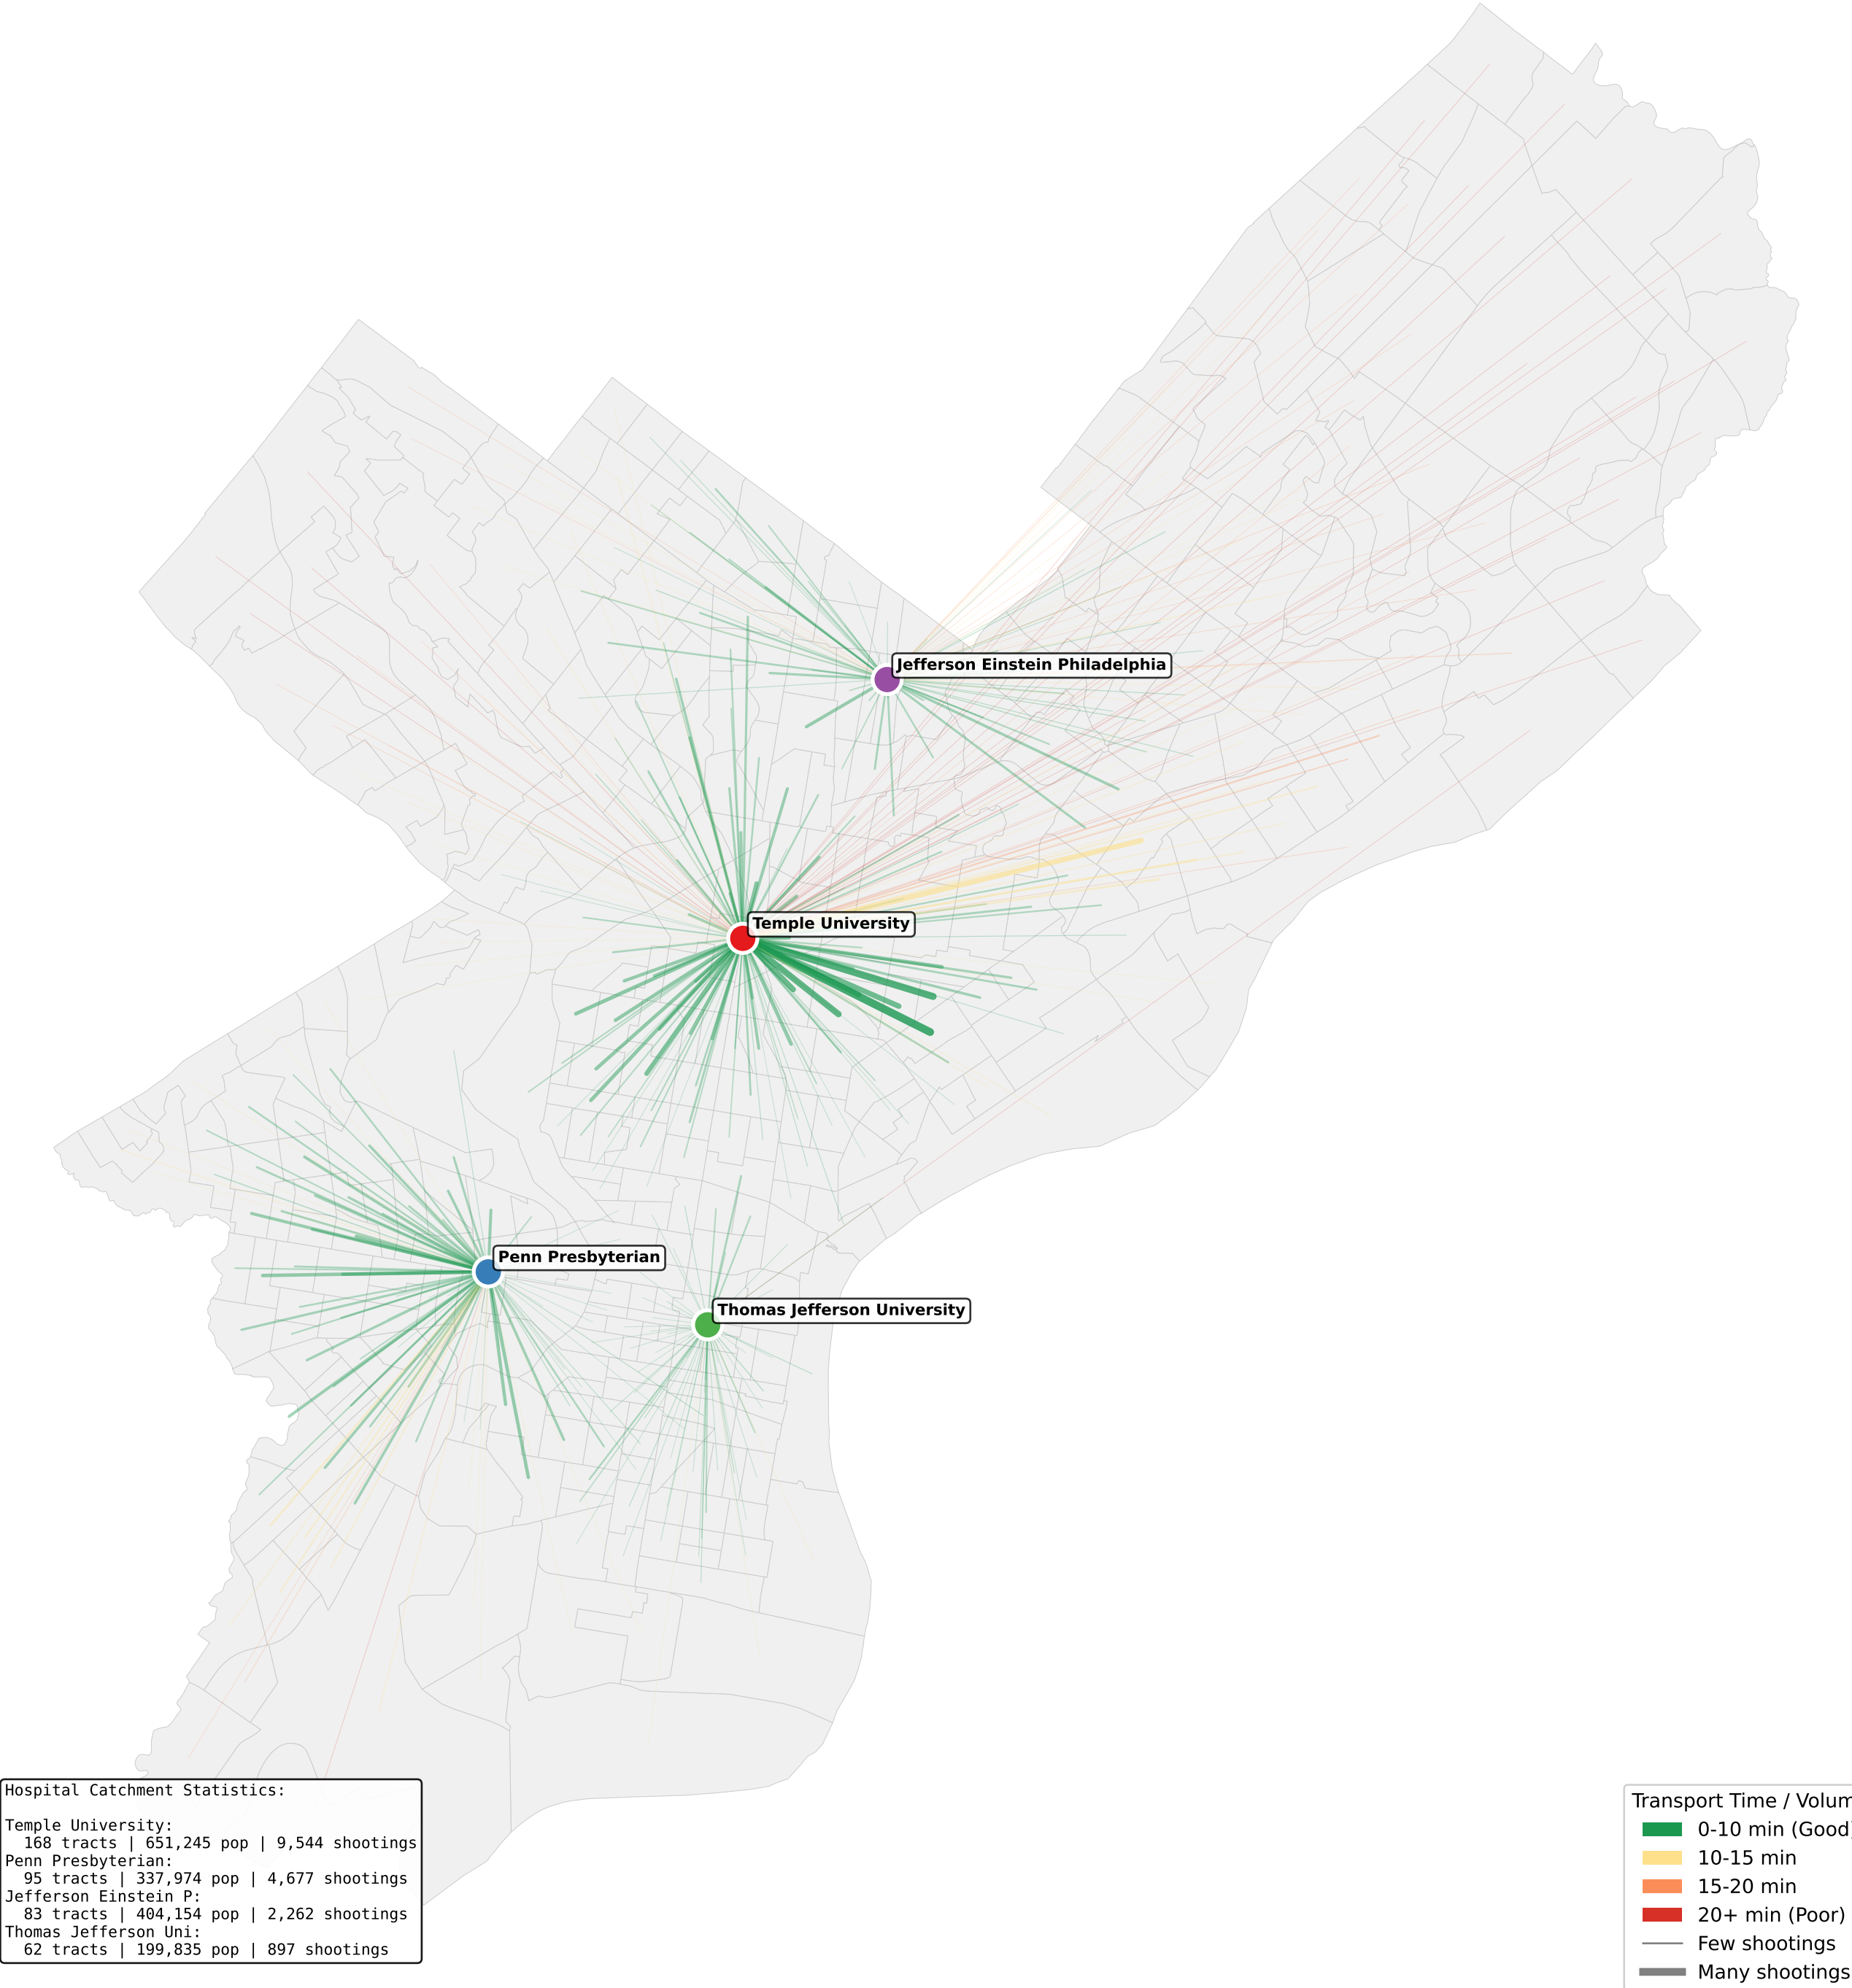 Jefferson Einstein Philadelphia
Temple University
Penn Presbyterian
Thomas Jefferson University
Hospital Catchment Statistics:
Temple University:
168 tracts | 651,245 pop | 9,544 shootings
Penn Presbyterian:
95 tracts | 337,974 pop | 4,677 shootings
Jefferson Einstein P:
83 tracts | 404,154 pop | 2,262 shootings
Thomas Jefferson Uni:
62 tracts | 199,835 pop | 897 shootings
Transport Time / Volum
0-10 min (Good)
10-15 min
15-20 min
20+ min (Poor)
Few shootings
Many shootings